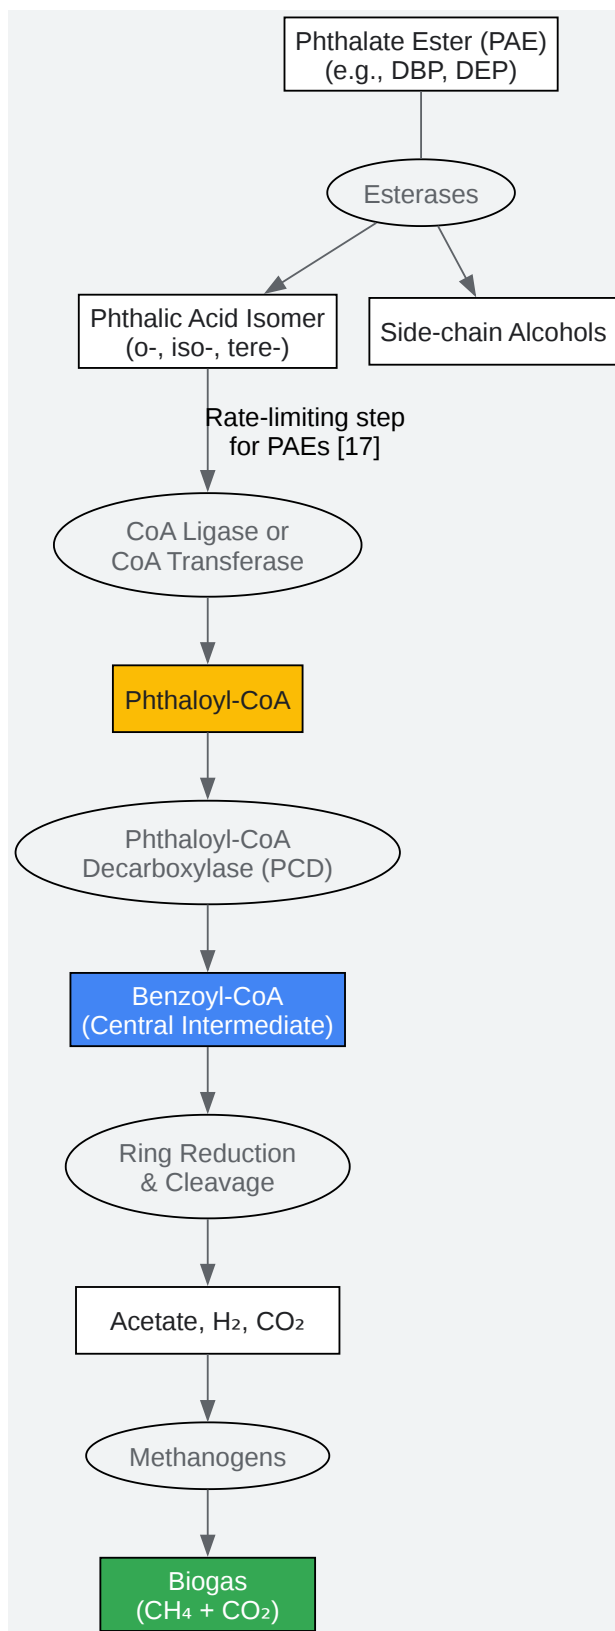 Phthalate Ester (PAE)
(e.g., DBP, DEP)
Esterases
Phthalic Acid Isomer
(o-, iso-, tere-)
Side-chain Alcohols
Rate-limiting step
for PAEs [17]
CoA Ligase or
CoA Transferase
Phthaloyl-CoA
Phthaloyl-CoA
Decarboxylase (PCD)
Benzoyl-CoA
(Central Intermediate)
Ring Reduction
& Cleavage
Acetate, H₂, CO₂
Methanogens
Biogas
(CH₄ + CO₂)